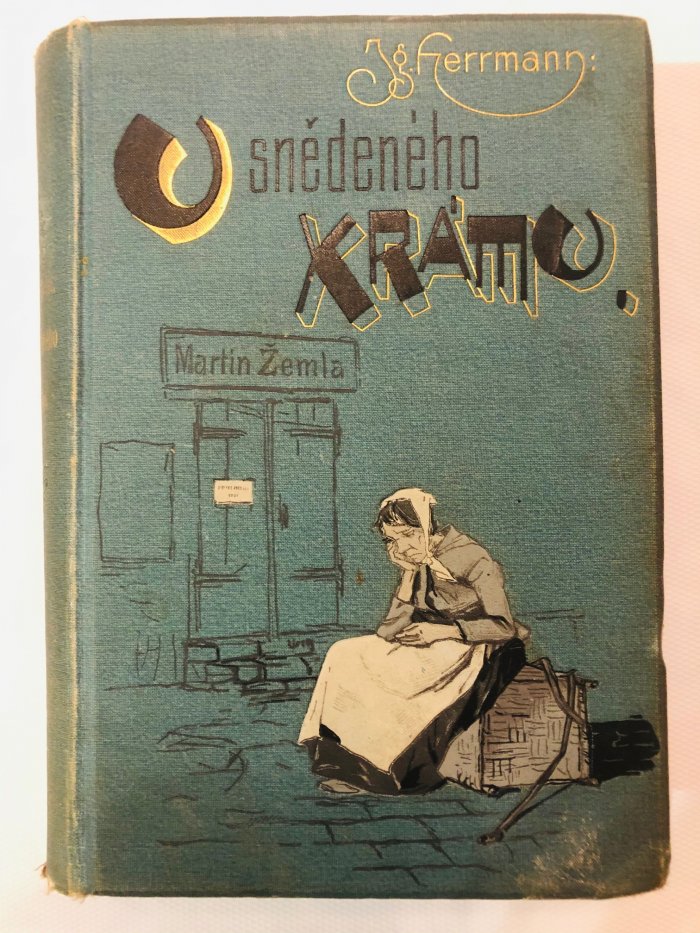 Ig. Herrmann:
U snědeného
KRÁMU.
Martin Žemla